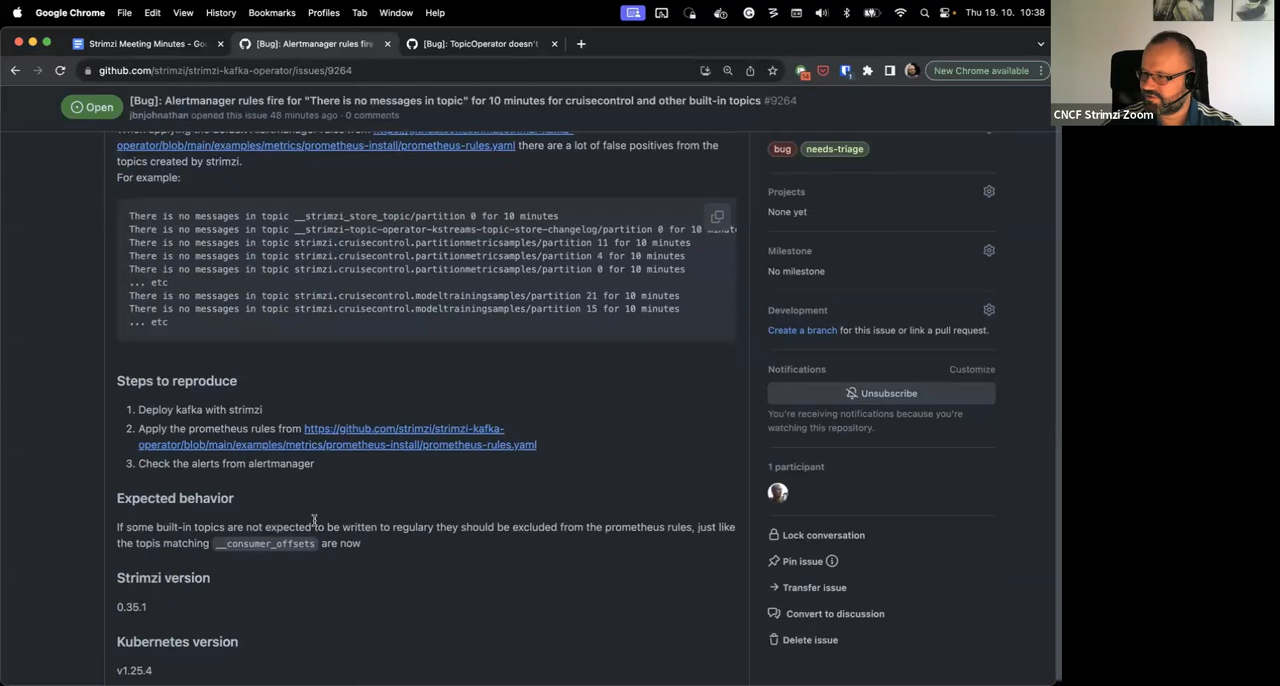 Google Chrome File Edit View History Bookmarks Profiles Tab Window Help Thu 19. 10. 10:38
Strimzi Meeting Minutes - Goo
[Bug]: Alertmanager rules fire
[Bug]: TopicOperator doesn't
github.com/strimzi/strimzi-kafka-operator/issues/9264
New Chrome available
CNCF Strimzi Zoom
Open
[Bug]: Alertmanager rules fire for "There is no messages in topic" for 10 minutes for cruisecontrol and other built-in topics #9264
jbnjohnathan opened this issue 48 minutes ago · 0 comments
operator/blob/main/examples/metrics/prometheus-install/prometheus-rules.yaml there are a lot of false positives from the
topics created by strimzi.
For example:
There is no messages in topic __strimzi_store_topic/partition 0 for 10 minutes
There is no messages in topic __strimzi-topic-operator-kstreams-topic-store-changelog/partition 0 for 10 minute
There is no messages in topic strimzi.cruisecontrol.partitionmetricsamples/partition 11 for 10 minutes
There is no messages in topic strimzi.cruisecontrol.partitionmetricsamples/partition 4 for 10 minutes
There is no messages in topic strimzi.cruisecontrol.partitionmetricsamples/partition 0 for 10 minutes
... etc
There is no messages in topic strimzi.cruisecontrol.modeltrainingsamples/partition 21 for 10 minutes
There is no messages in topic strimzi.cruisecontrol.modeltrainingsamples/partition 15 for 10 minutes
... etc
Steps to reproduce
1. Deploy kafka with strimzi
2. Apply the prometheus rules from https://github.com/strimzi/strimzi-kafka-
operator/blob/main/examples/metrics/prometheus-install/prometheus-rules.yaml
3. Check the alerts from alertmanager
Expected behavior
If some built-in topics are not expected to be written to regulary they should be excluded from the prometheus rules, just like
the topis matching __consumer_offsets are now
Strimzi version
0.35.1
Kubernetes version
v1.25.4
bug needs-triage
Projects
None yet
Milestone
No milestone
Development
Create a branch for this issue or link a pull request.
Notifications Customize
Unsubscribe
You're receiving notifications because you're
watching this repository.
1 participant
Lock conversation
Pin issue
Transfer issue
Convert to discussion
Delete issue